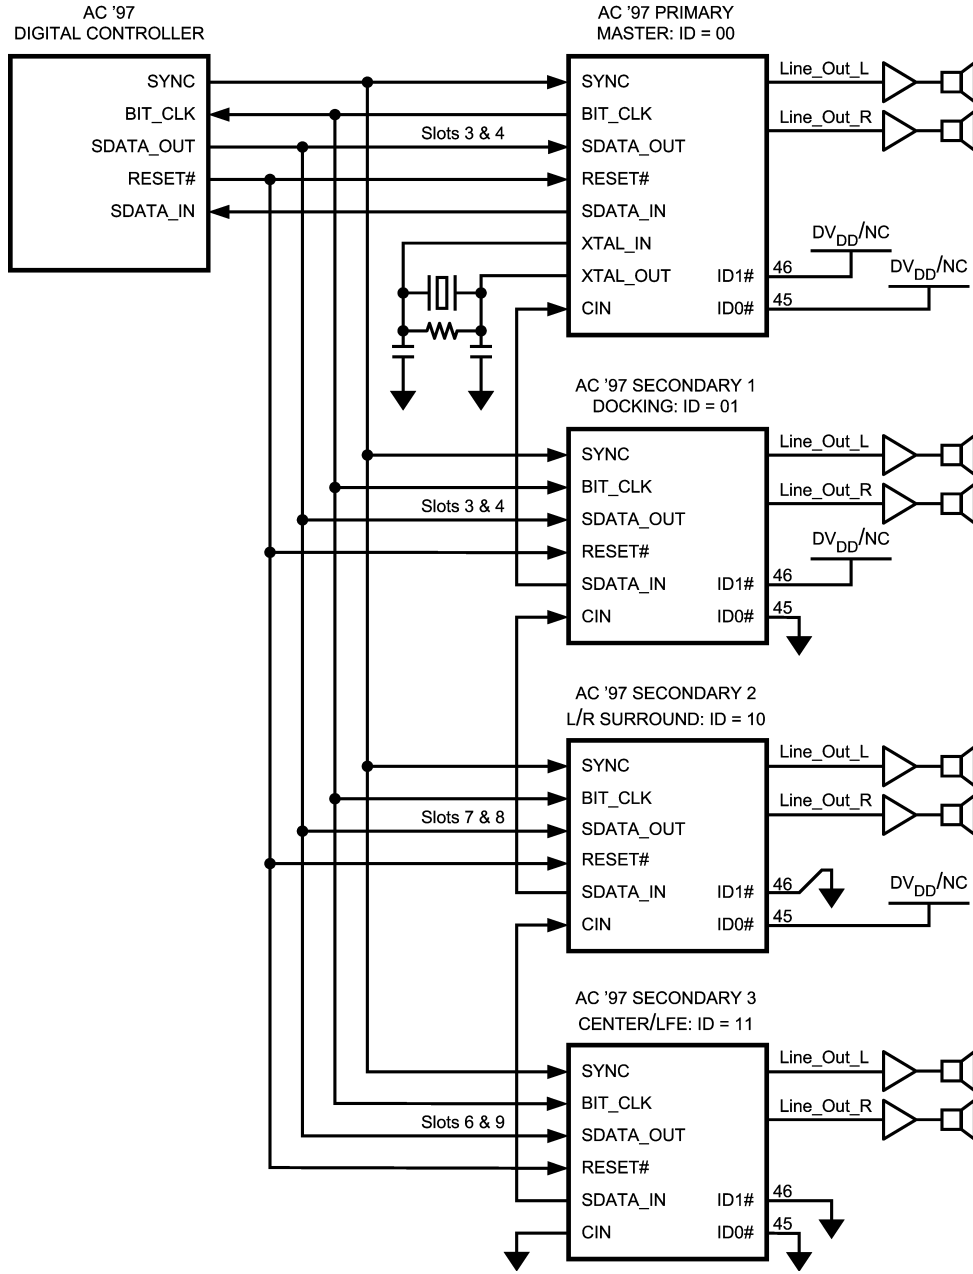 AC '97
DIGITAL CONTROLLER
SYNC
BIT_CLK
SDATA_OUT
RESET#
SDATA_IN
AC '97 PRIMARY
MASTER: ID = 00
SYNC
BIT_CLK
Slots 3 & 4
SDATA_OUT
RESET#
SDATA_IN
XTAL_IN
XTAL_OUT
CIN
ID1#
ID0#
46
45
Line_Out_L
Line_Out_R
DVDD/NC
DVDD/NC
AC '97 SECONDARY 1
DOCKING: ID = 01
SYNC
BIT_CLK
Slots 3 & 4
SDATA_OUT
RESET#
SDATA_IN
CIN
ID1#
ID0#
46
45
Line_Out_L
Line_Out_R
DVDD/NC
AC '97 SECONDARY 2
L/R SURROUND: ID = 10
SYNC
BIT_CLK
Slots 7 & 8
SDATA_OUT
RESET#
SDATA_IN
CIN
ID1#
ID0#
46
45
Line_Out_L
Line_Out_R
DVDD/NC
AC '97 SECONDARY 3
CENTER/LFE: ID = 11
SYNC
BIT_CLK
Slots 6 & 9
SDATA_OUT
RESET#
SDATA_IN
CIN
ID1#
ID0#
46
45
Line_Out_L
Line_Out_R